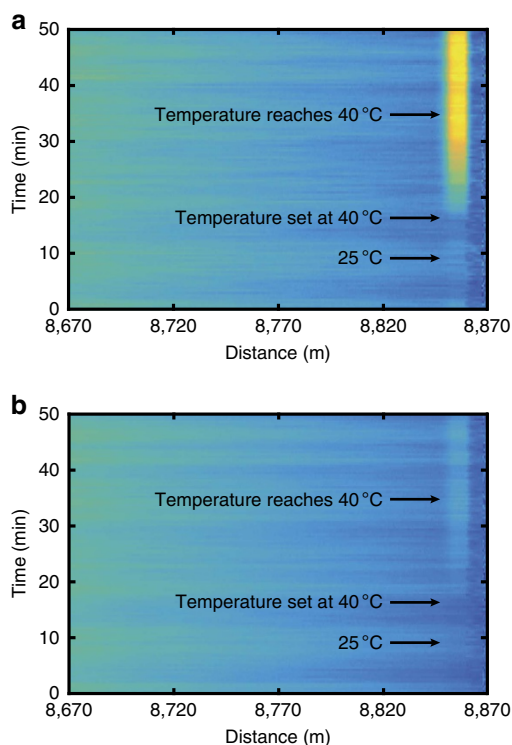 a
50
40
30
20
10
0
Time (min)
Temperature reaches 40 °C
Temperature set at 40 °C
25 °C
8,670 8,720 8,770 8,820 8,870
Distance (m)
b
50
40
30
20
10
0
Time (min)
Temperature reaches 40 °C
Temperature set at 40 °C
25 °C
8,670 8,720 8,770 8,820 8,870
Distance (m)